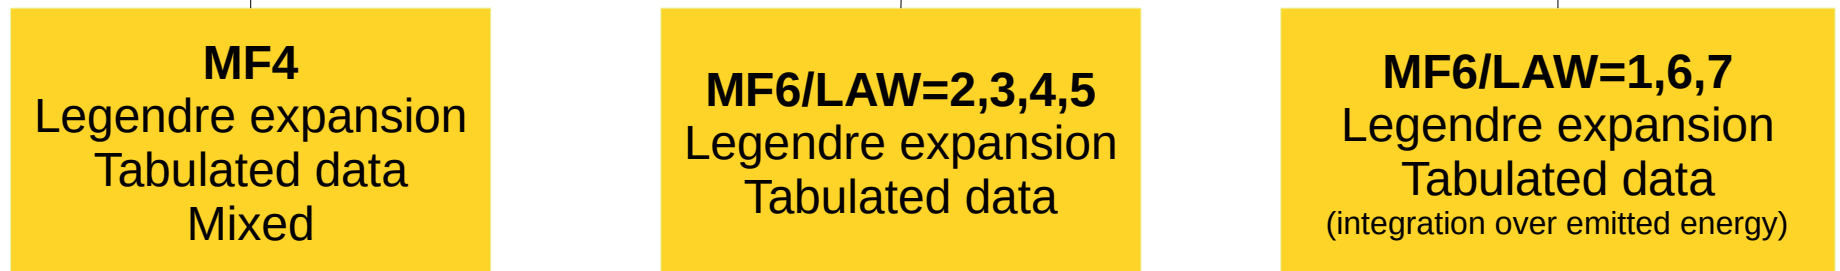 MF4
Legendre expansion
Tabulated data
Mixed
MF6/LAW=2,3,4,5
Legendre expansion
Tabulated data
MF6/LAW=1,6,7
Legendre expansion
Tabulated data
(integration over emitted energy)